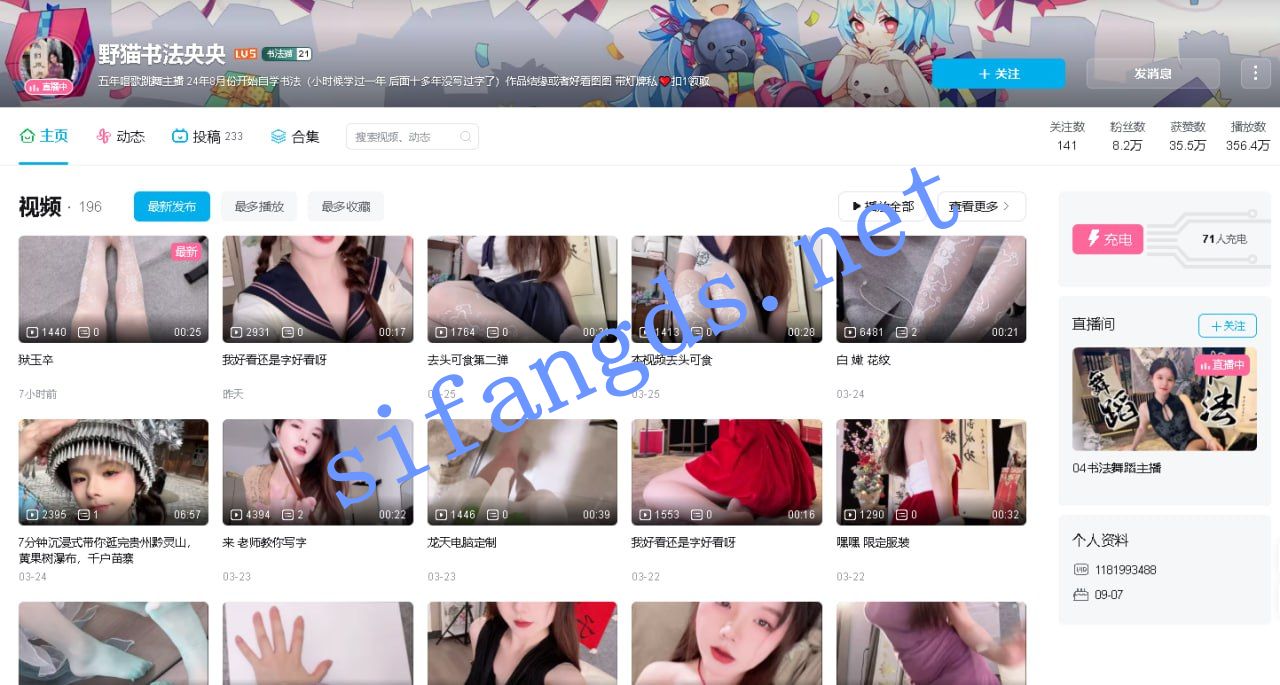 野猫书法央央 LV5 书法猫 21
直播中
五年唱歌跳舞主播 24年8月份开始自学书法（小时候学过一年 后面十多年没写过字了）作品结缘或者好看图图 带灯牌私❤扣1领取
+ 关注
发消息
主页 动态 投稿 233 合集
搜索视频、动态
关注数 粉丝数 获赞数 播放数
141 8.2万 35.5万 356.4万
视频 · 196 最新发布 最多播放 最多收藏
播放全部 查看更多 >
最新
1440 0 00:25
2931 0 00:17
1764 0
1413 0 00:28
6481 2 00:21
我好看还是字好看呀
去头可食第二弹
本视频去头可食
白 嫩 花纹
7小时前
昨天
03-25
03-25
03-24
2395 1 06:57
4394 2 00:22
1446 0 00:39
1553 0 00:16
1290 0 00:32
7分钟沉浸式带你逛完贵州黔灵山，
黄果树瀑布，千户苗寨
来 老师教你写字
龙天电脑定制
我好看还是字好看呀
嘿嘿 限定服装
03-24
03-23
03-23
03-22
03-22
充电
71人充电
直播间
+关注
直播中
舞蹈
法
04书法舞蹈主播
个人资料
UID 1181993488
09-07
sifangds.net